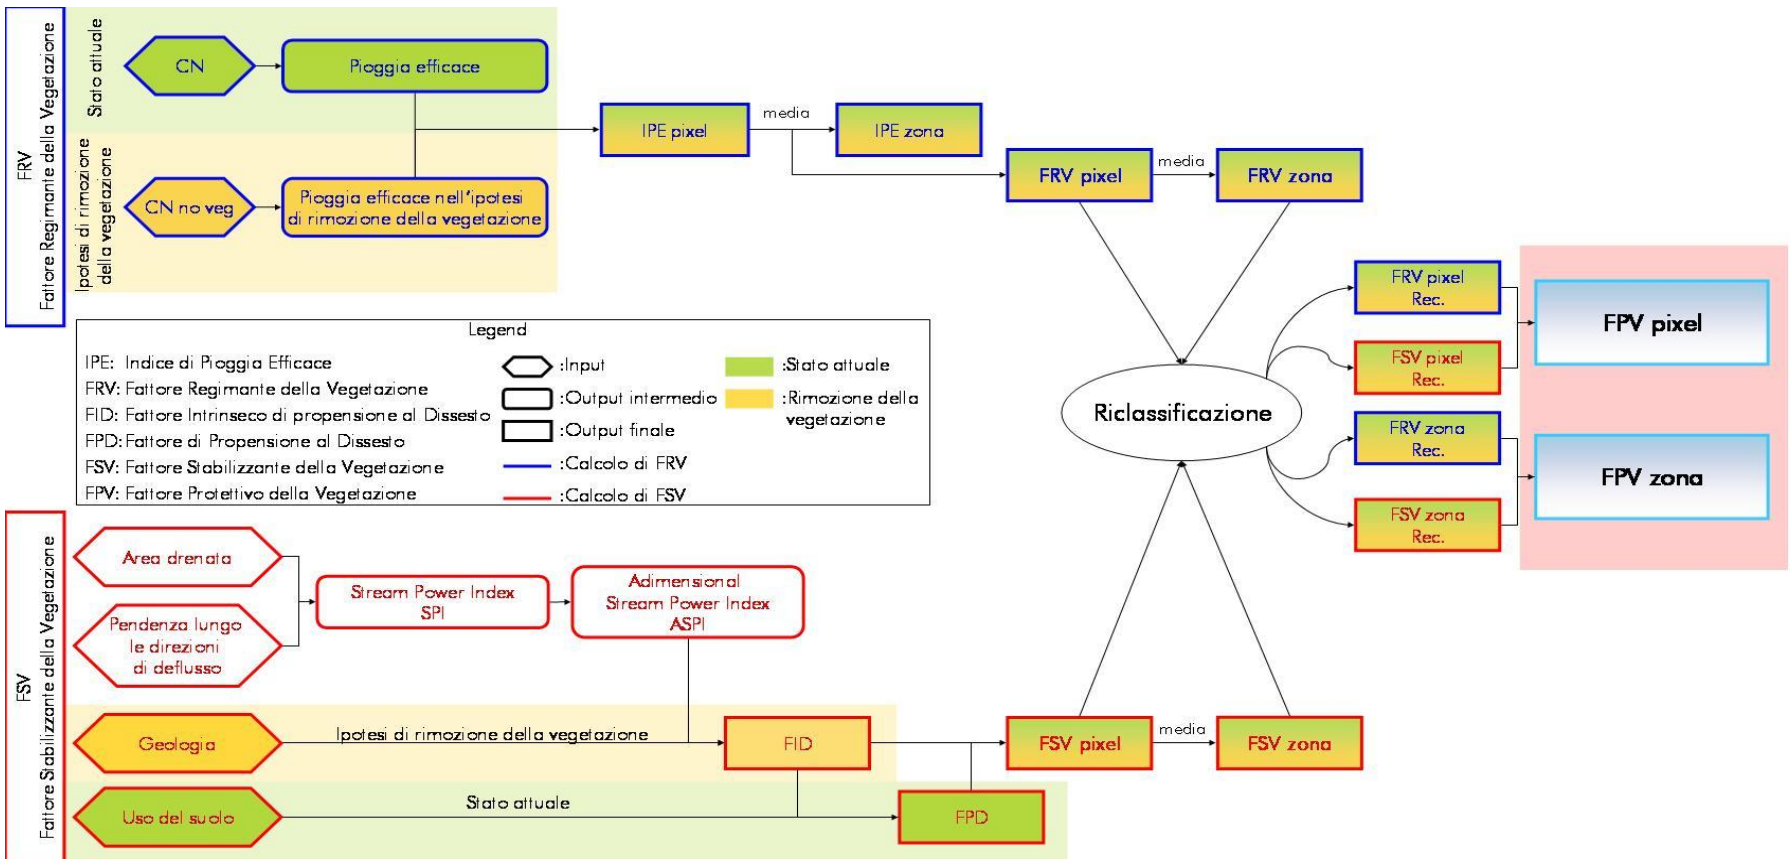 FRV
Fattore Regimante della Vegetazione
Stato attuale
CN
Pioggia efficace
Ipotesi di rimozione
della vegetazione
CN no veg
Pioggia efficace nell'ipotesi
di rimozione della vegetazione
IPE pixel
media
IPE zona
FRV pixel
media
FRV zona
Legend
IPE: Indice di Pioggia Efficace
FRV: Fattore Regimante della Vegetazione
FID: Fattore Intrinseco di propensione al Dissesto
FPD: Fattore di Propensione al Dissesto
FSV: Fattore Stabilizzante della Vegetazione
FPV: Fattore Protettivo della Vegetazione
:Input
:Output intermedio
:Output finale
:Calcolo di FRV
:Calcolo di FSV
:Stato attuale
:Rimozione della
vegetazione
Riclassificazione
FRV pixel
Rec.
FSV pixel
Rec.
FRV zona
Rec.
FSV zona
Rec.
FPV pixel
FPV zona
FSV
Fattore Stabilizzante della Vegetazione
Area drenata
Pendenza lungo
le direzioni
di deflusso
Stream Power Index
SPI
Adimensional
Stream Power Index
ASPI
Geologia
Ipotesi di rimozione della vegetazione
FID
Uso del suolo
Stato attuale
FPD
FSV pixel
media
FSV zona